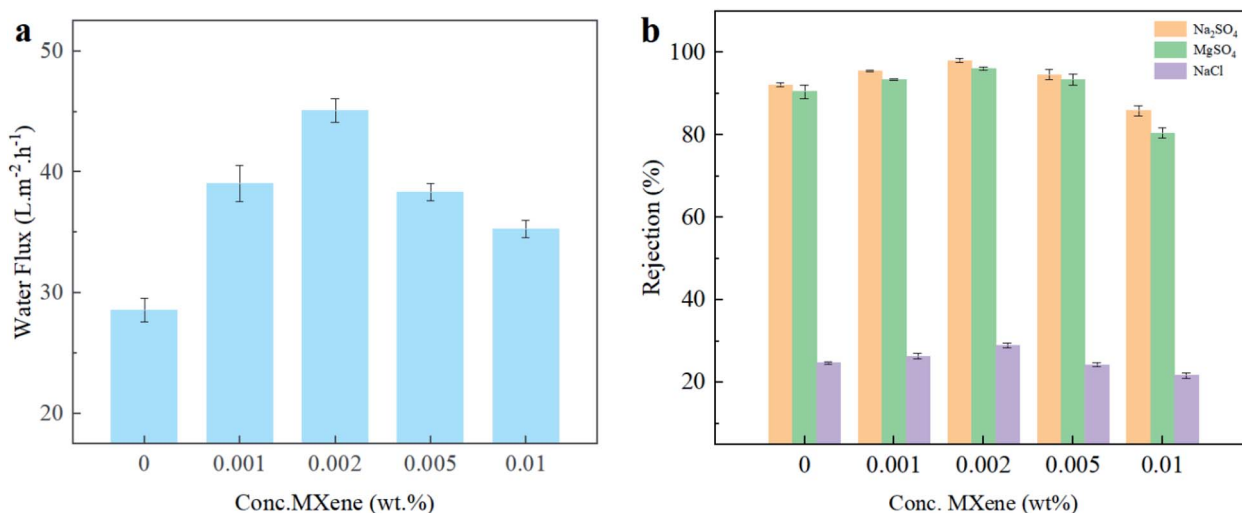 a
50
40
30
20
Water Flux (L.m⁻².h⁻¹)
0 0.001 0.002 0.005 0.01
Conc.MXene (wt.%)
b
Na₂SO₄
MgSO₄
NaCl
100
80
60
40
20
Rejection (%)
0 0.001 0.002 0.005 0.01
Conc. MXene (wt%)